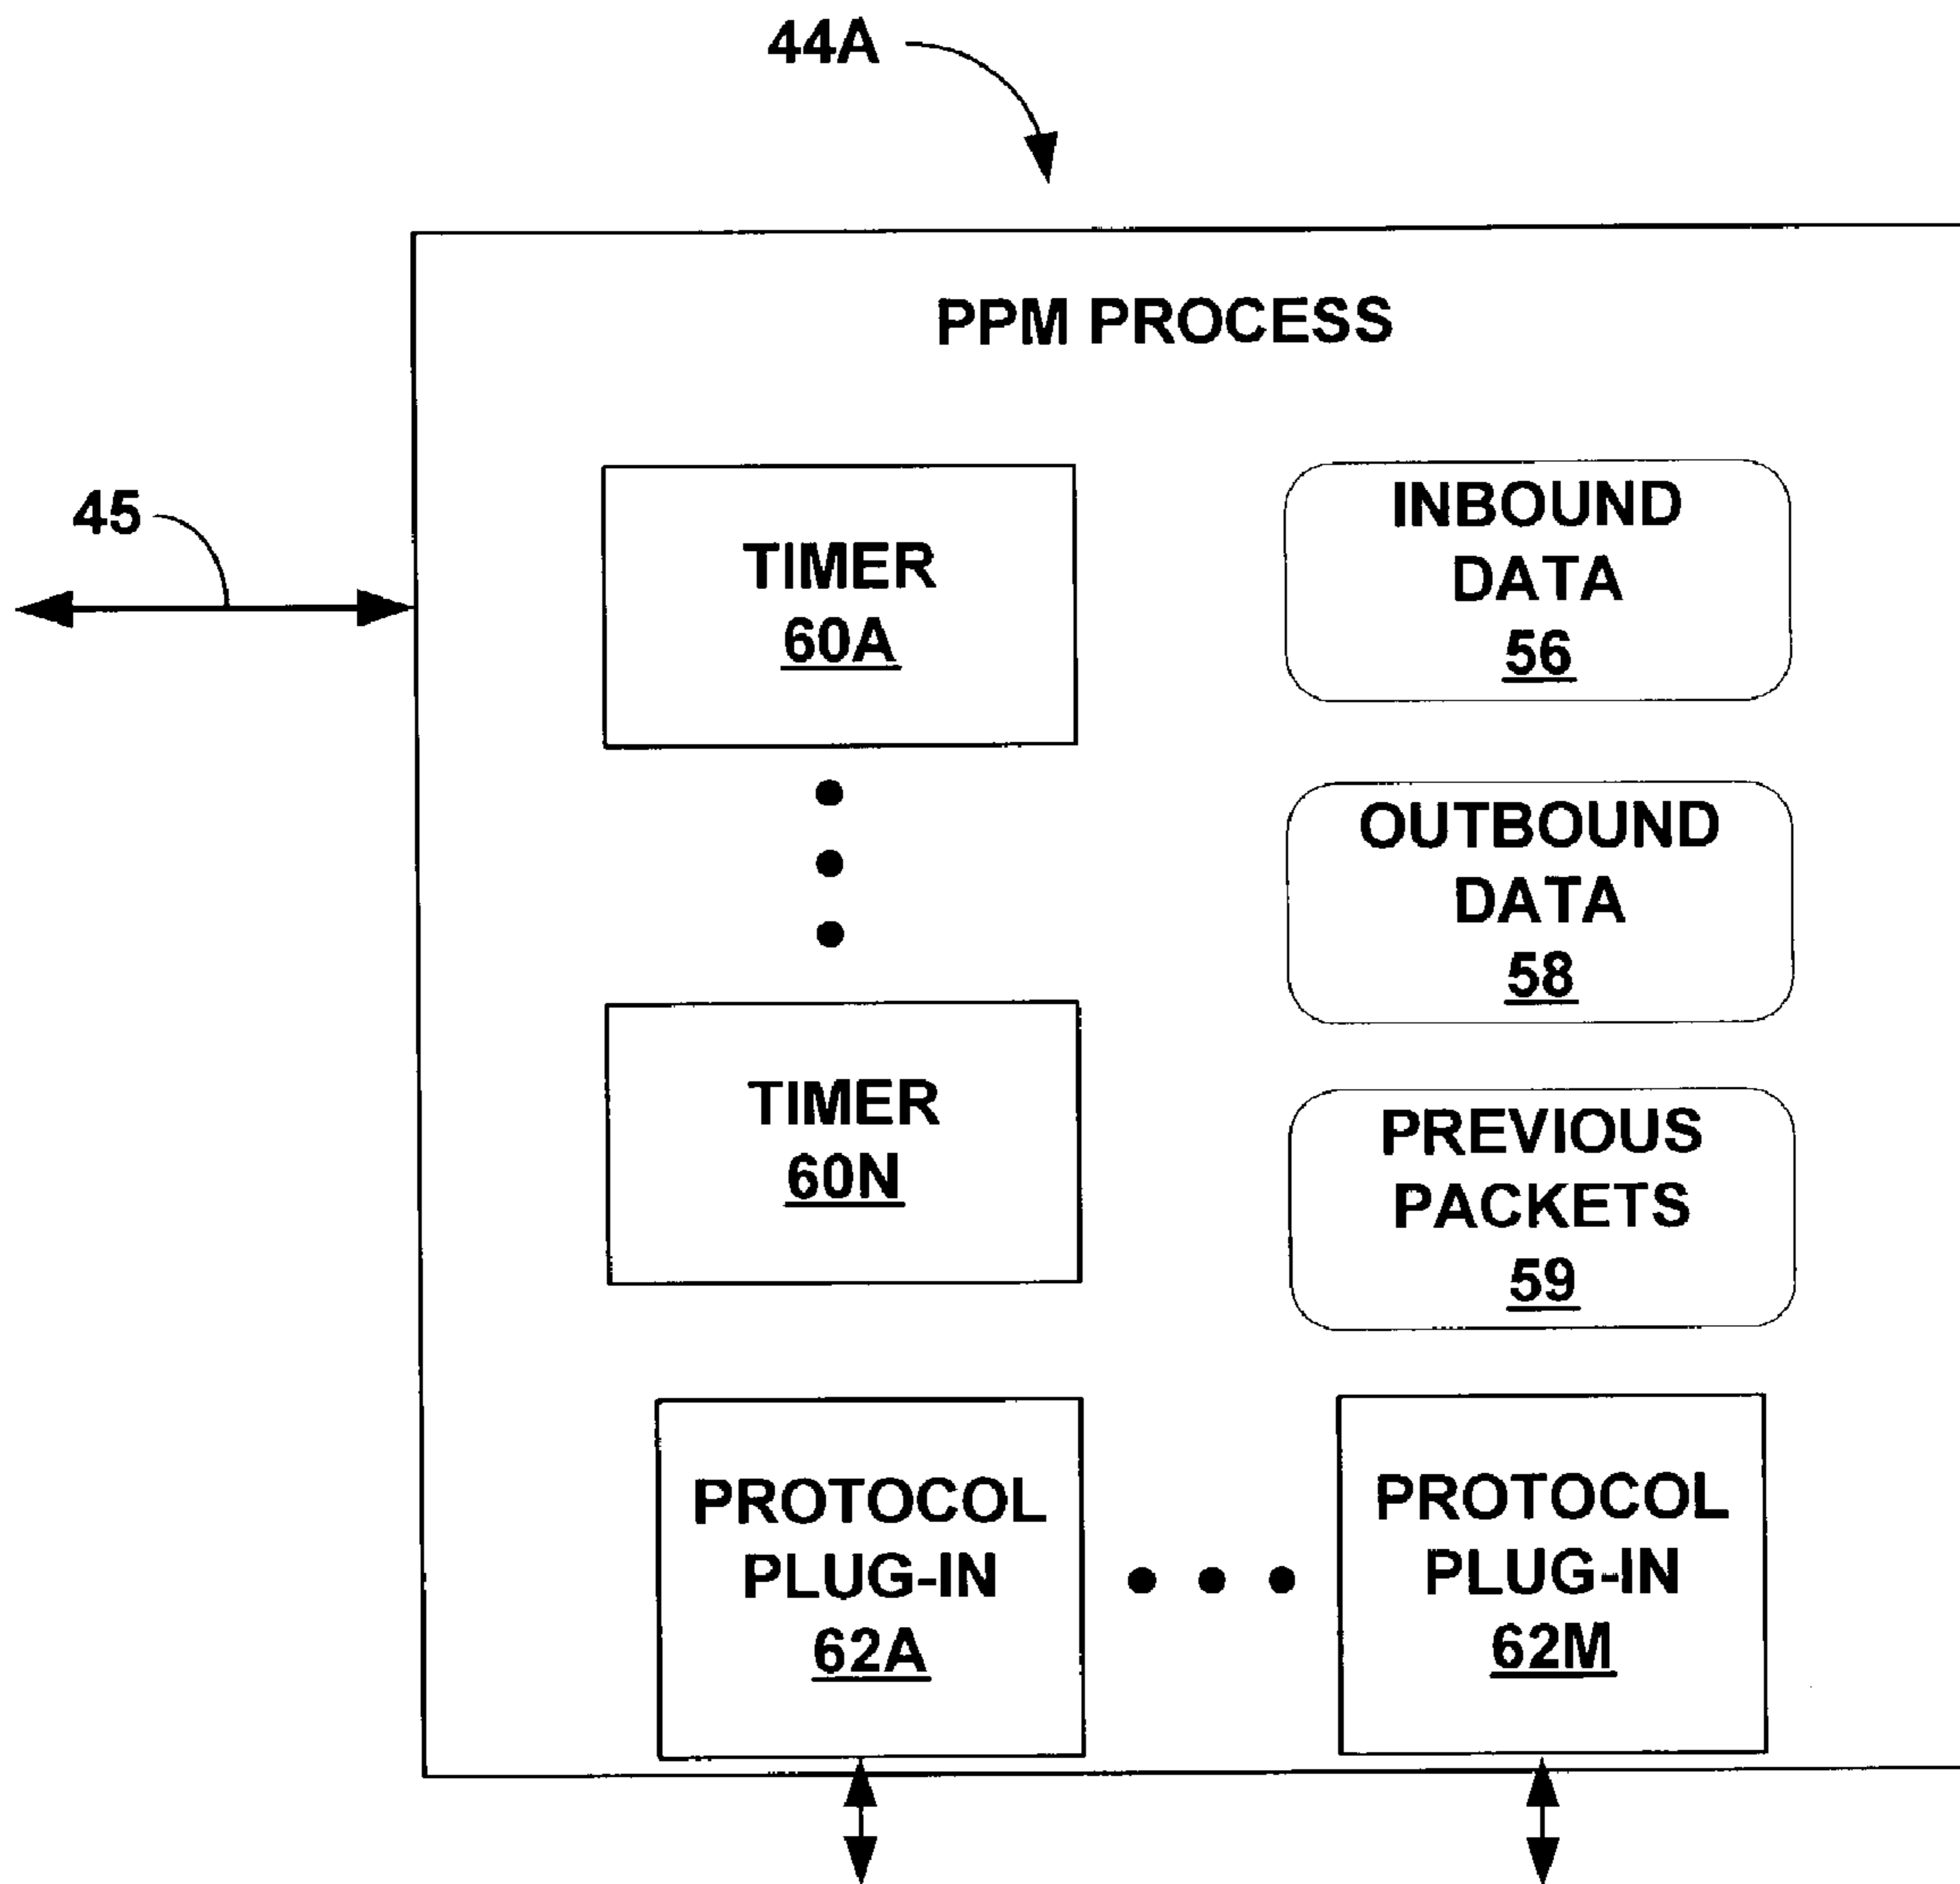 44A
PPM PROCESS
45
TIMER
60A
INBOUND
DATA
56
OUTBOUND
DATA
58
TIMER
60N
PREVIOUS
PACKETS
59
PROTOCOL
PLUG-IN
62A
PROTOCOL
PLUG-IN
62M